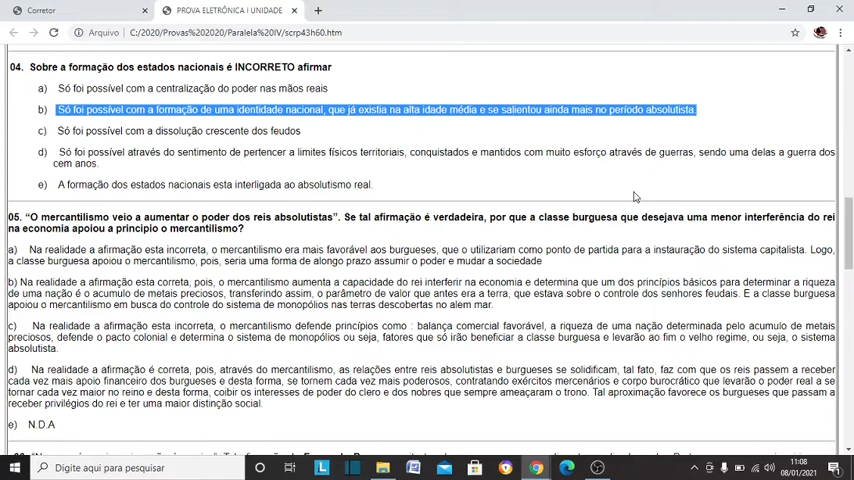 Corretor
PROVA ELETRÔNICA I UNIDADE
Arquivo
C:/2020/Provas%202020/Paralela%20IV/scrp43h60.htm
04. Sobre a formação dos estados nacionais é INCORRETO afirmar
a) Só foi possível com a centralização do poder nas mãos reais
b) Só foi possível com a formação de uma identidade nacional, que já existia na alta idade média e se salientou ainda mais no período absolutista.
c) Só foi possível com a dissolução crescente dos feudos
d) Só foi possível através do sentimento de pertencer a limites físicos territoriais, conquistados e mantidos com muito esforço através de guerras, sendo uma delas a guerra dos
cem anos.
e) A formação dos estados nacionais esta interligada ao absolutismo real.
05. “O mercantilismo veio a aumentar o poder dos reis absolutistas”. Se tal afirmação é verdadeira, por que a classe burguesa que desejava uma menor interferência do rei
na economia apoiou a principio o mercantilismo?
a) Na realidade a afirmação esta incorreta, o mercantilismo era mais favorável aos burgueses, que o utilizariam como ponto de partida para a instauração do sistema capitalista. Logo,
a classe burguesa apoiou o mercantilismo, pois, seria uma forma de alongo prazo assumir o poder e mudar a sociedade
b) Na realidade a afirmação esta correta, pois, o mercantilismo aumenta a capacidade do rei interferir na economia e determina que um dos princípios básicos para determinar a riqueza
de uma nação é o acumulo de metais preciosos, transferindo assim, o parâmetro de valor que antes era a terra, que estava sobre o controle dos senhores feudais. E a classe burguesa
apoiou o mercantilismo em busca do controle do sistema de monopólios nas terras descobertas no alem mar.
c) Na realidade a afirmação esta incorreta, o mercantilismo defende princípios como : balança comercial favorável, a riqueza de uma nação determinada pelo acumulo de metais
preciosos, defende o pacto colonial e determina o sistema de monopólios ou seja, fatores que só irão beneficiar a classe burguesa e levarão ao fim o velho regime, ou seja, o sistema
absolutista.
d) Na realidade a afirmação é correta, pois, através do mercantilismo, as relações entre reis absolutistas e burgueses se solidificam, tal fato, faz com que os reis passem a receber
cada vez mais apoio financeiro dos burgueses e desta forma, se tornem cada vez mais poderosos, contratando exércitos mercenários e corpo burocrático que levarão o poder real a se
tornar cada vez maior no reino e desta forma, coibir os interesses de poder do clero e dos nobres que sempre ameaçaram o trono. Tal aproximação favorece os burgueses que passam a
receber privilégios do rei e ter uma maior distinção social.
e) N.D.A
Digite aqui para pesquisar
11:08
08/01/2021